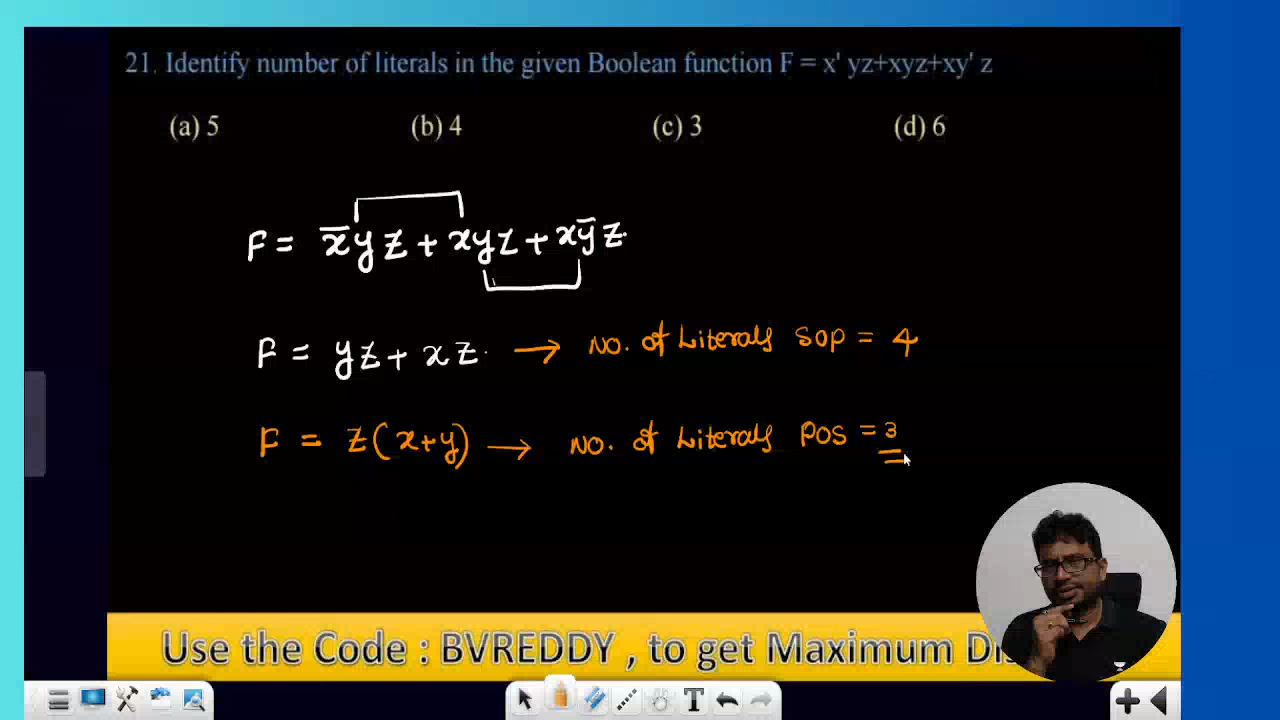 21. Identify number of literals in the given Boolean function F = x' yz+xyz+xy' z
(a) 5 (b) 4 (c) 3 (d) 6
F = x̅yz + xyz + xy̅z.
F = yz + xz. → No. of Literals SOP = 4
F = z(x+y) → No. of Literals POS = 3
Use the Code : BVREDDY , to get Maximum Dis
T